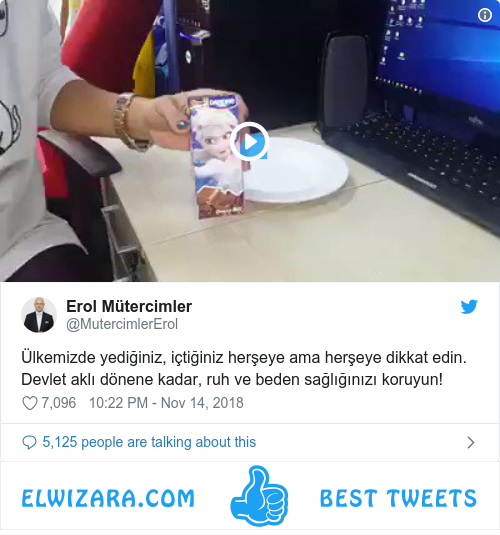 Erol Mütercimler
@MutercimlerErol
Ülkemizde yediğiniz, içtiğiniz herşeye ama herşeye dikkat edin.
Devlet aklı dönene kadar, ruh ve beden sağlığınızı koruyun!
7,096 10:22 PM - Nov 14, 2018
5,125 people are talking about this
ELWIZARA.COM BEST TWEETS